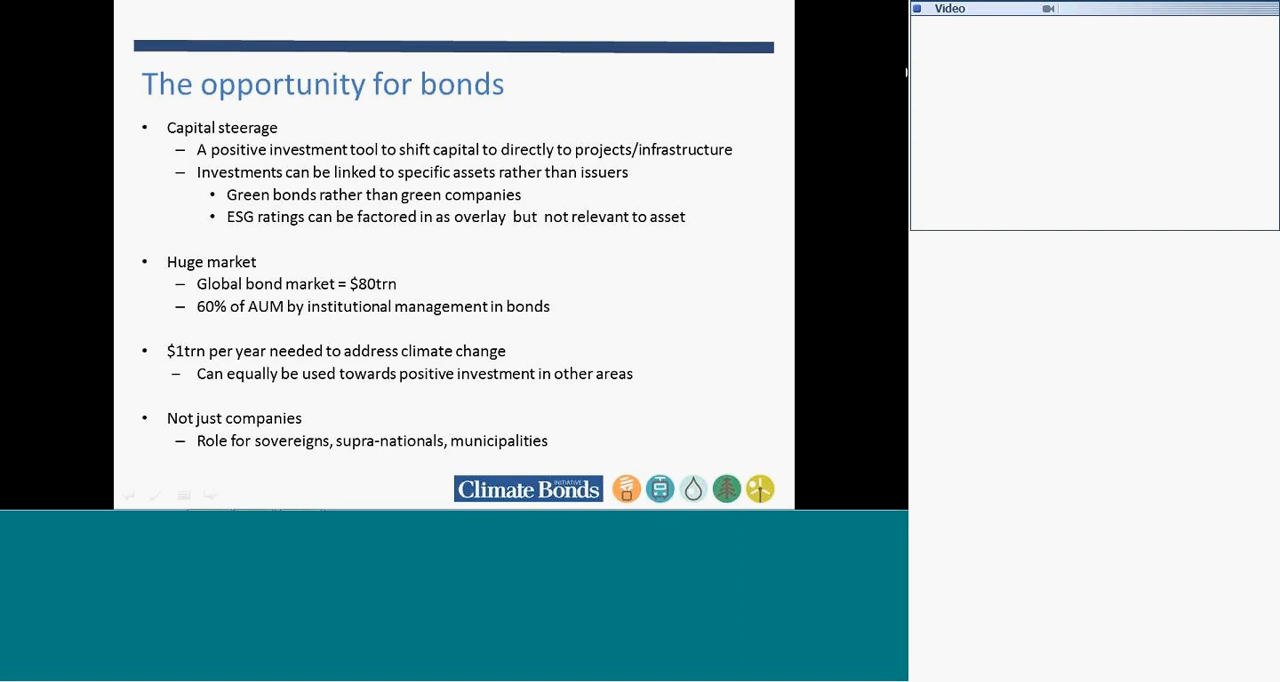 Video
The opportunity for bonds
• Capital steerage
– A positive investment tool to shift capital to directly to projects/infrastructure
– Investments can be linked to specific assets rather than issuers
• Green bonds rather than green companies
• ESG ratings can be factored in as overlay but not relevant to asset
• Huge market
– Global bond market = $80trn
– 60% of AUM by institutional management in bonds
• $1trn per year needed to address climate change
– Can equally be used towards positive investment in other areas
• Not just companies
– Role for sovereigns, supra-nationals, municipalities
INITIATIVE
Climate Bonds